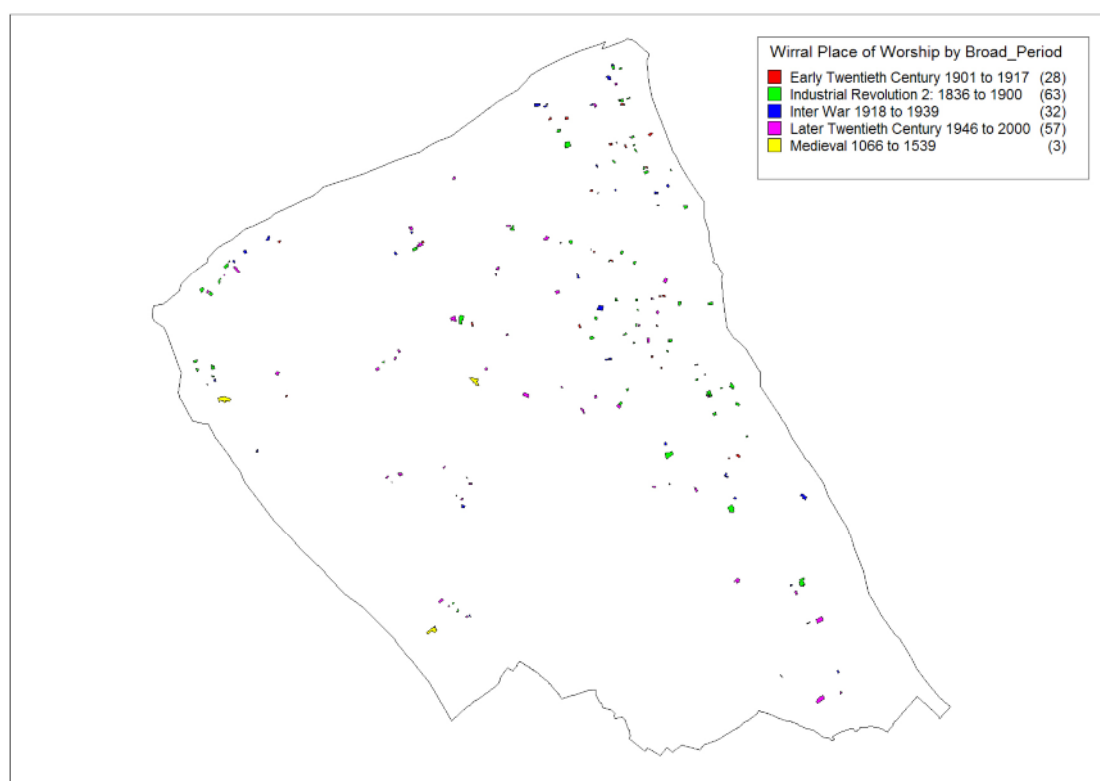 Wirral Place of Worship by Broad_Period
Early Twentieth Century 1901 to 1917 (28)
Industrial Revolution 2: 1836 to 1900 (63)
Inter War 1918 to 1939 (32)
Later Twentieth Century 1946 to 2000 (57)
Medieval 1066 to 1539 (3)